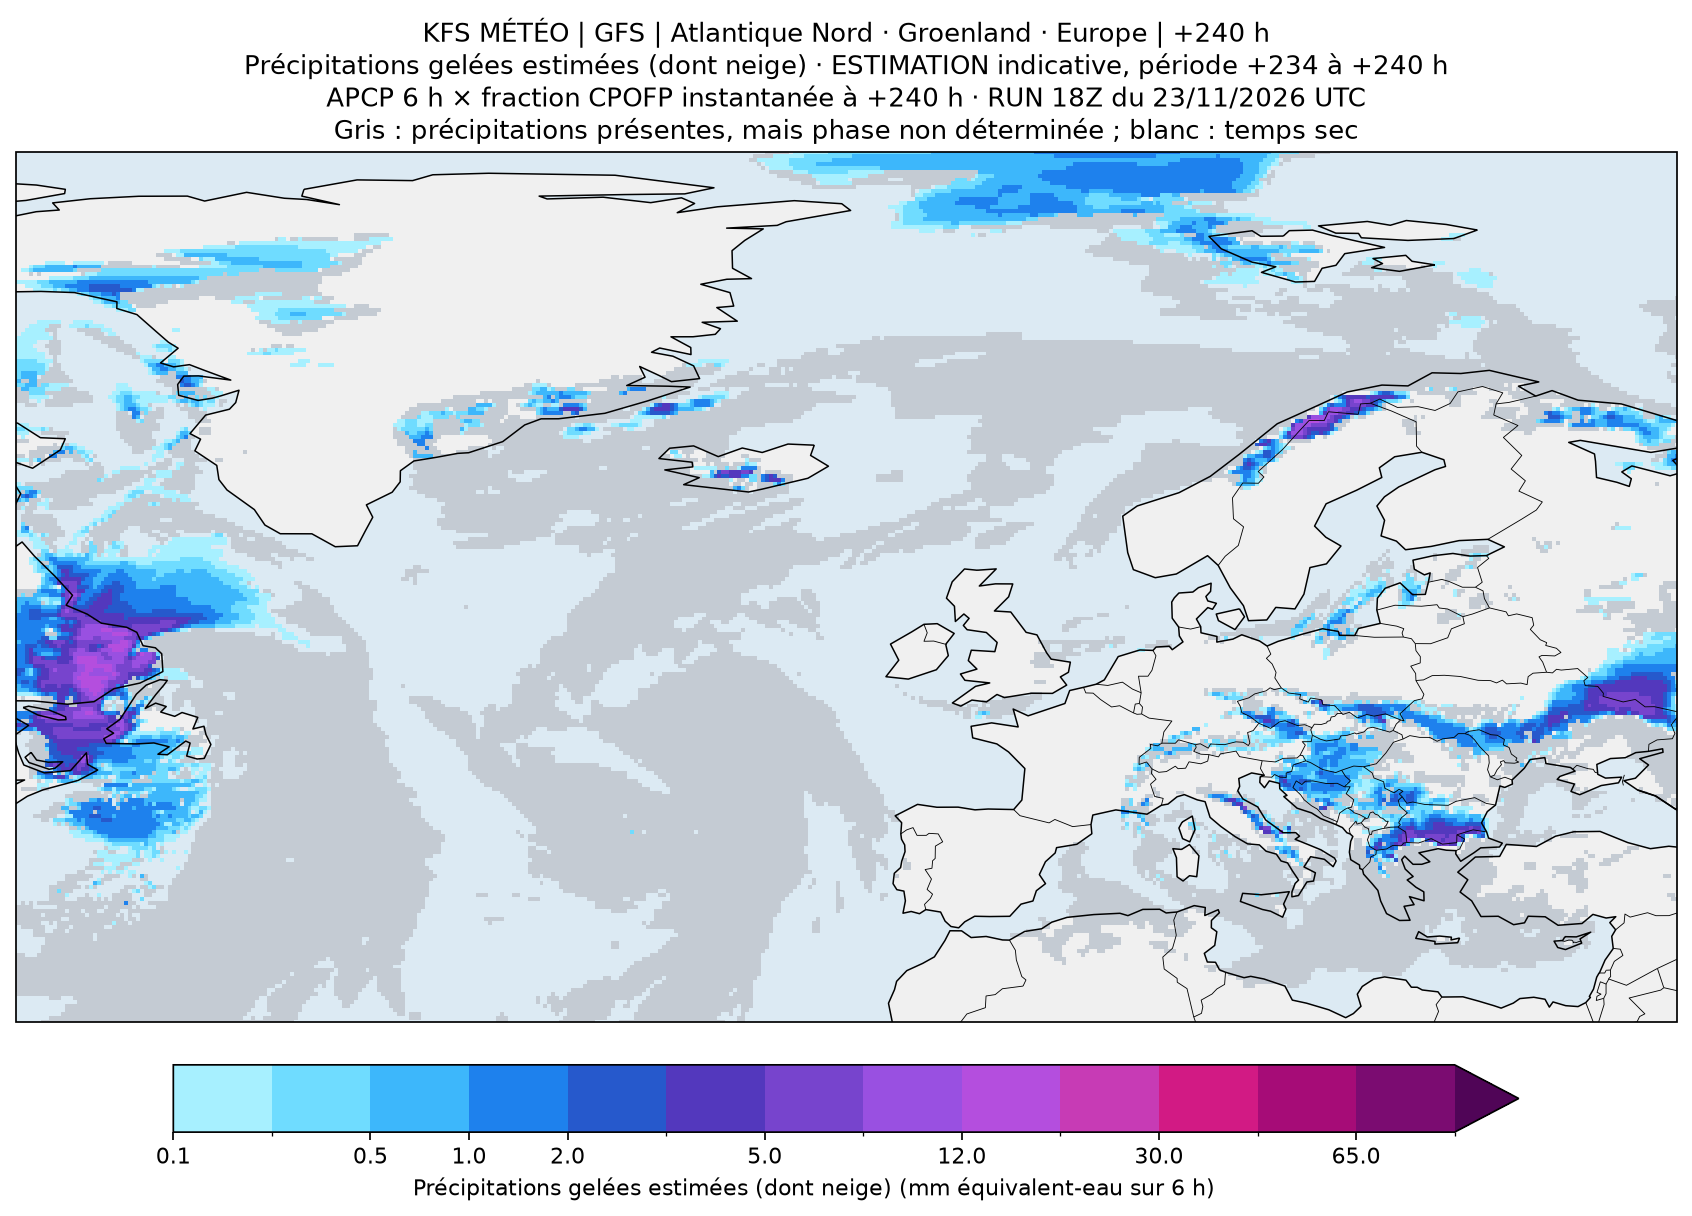 KFS MÉTÉO | GFS | Atlantique Nord · Groenland · Europe | +240 h
Précipitations gelées estimées (dont neige) · ESTIMATION indicative, période +234 à +240 h
APCP 6 h × fraction CPOFP instantanée à +240 h · RUN 18Z du 23/11/2026 UTC
Gris : précipitations présentes, mais phase non déterminée ; blanc : temps sec
0.1 0.5 1.0 2.0 5.0 12.0 30.0 65.0
Précipitations gelées estimées (dont neige) (mm équivalent-eau sur 6 h)